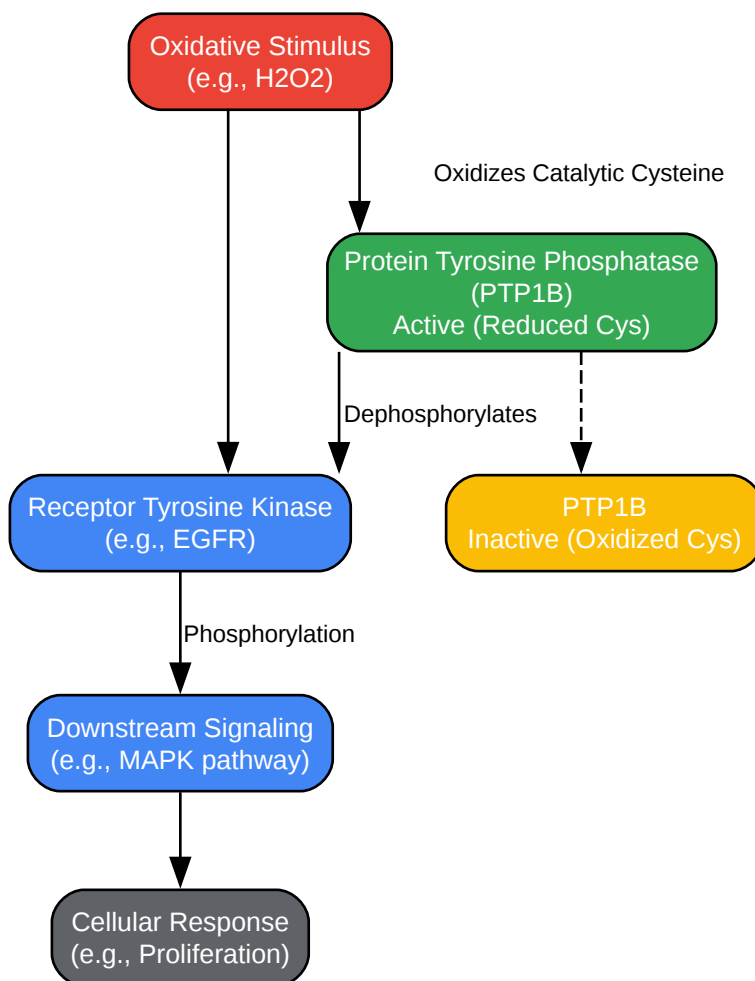 Oxidative Stimulus
(e.g., H2O2)
Oxidizes Catalytic Cysteine
Protein Tyrosine Phosphatase
(PTP1B)
Active (Reduced Cys)
Dephosphorylates
Receptor Tyrosine Kinase
(e.g., EGFR)
PTP1B
Inactive (Oxidized Cys)
Phosphorylation
Downstream Signaling
(e.g., MAPK pathway)
Cellular Response
(e.g., Proliferation)